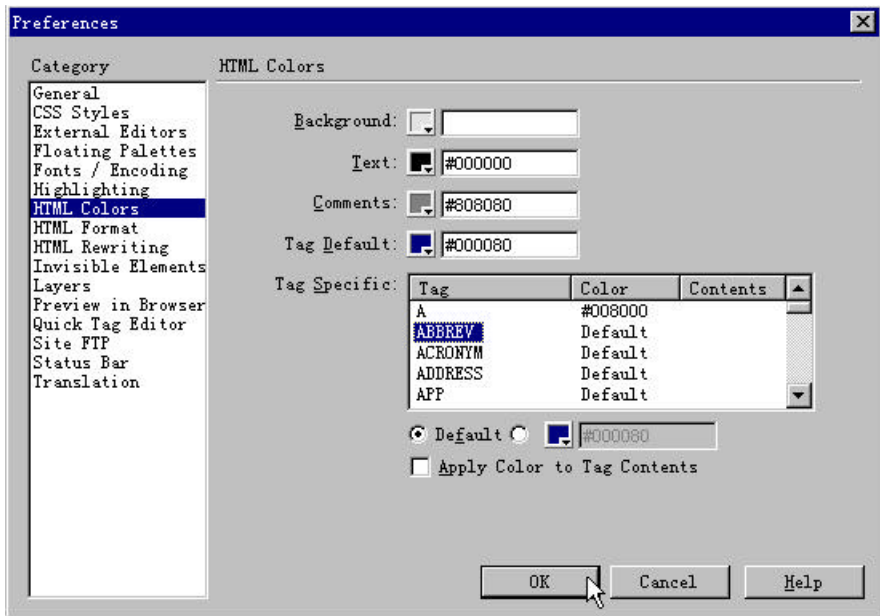 Preferences
Category
General
CSS Styles
External Editors
Floating Palettes
Fonts / Encoding
Highlighting
HTML Colors
HTML Format
HTML Rewriting
Invisible Elements
Layers
Preview in Browser
Quick Tag Editor
Site FTP
Status Bar
Translation
HTML Colors
Background:
Text: #000000
Comments: #808080
Tag Default: #000080
Tag Specific:
Tag Color Contents
A #008000
ABBREV Default
ACRONYM Default
ADDRESS Default
APP Default
Default #000080
Apply Color to Tag Contents
OK Cancel Help